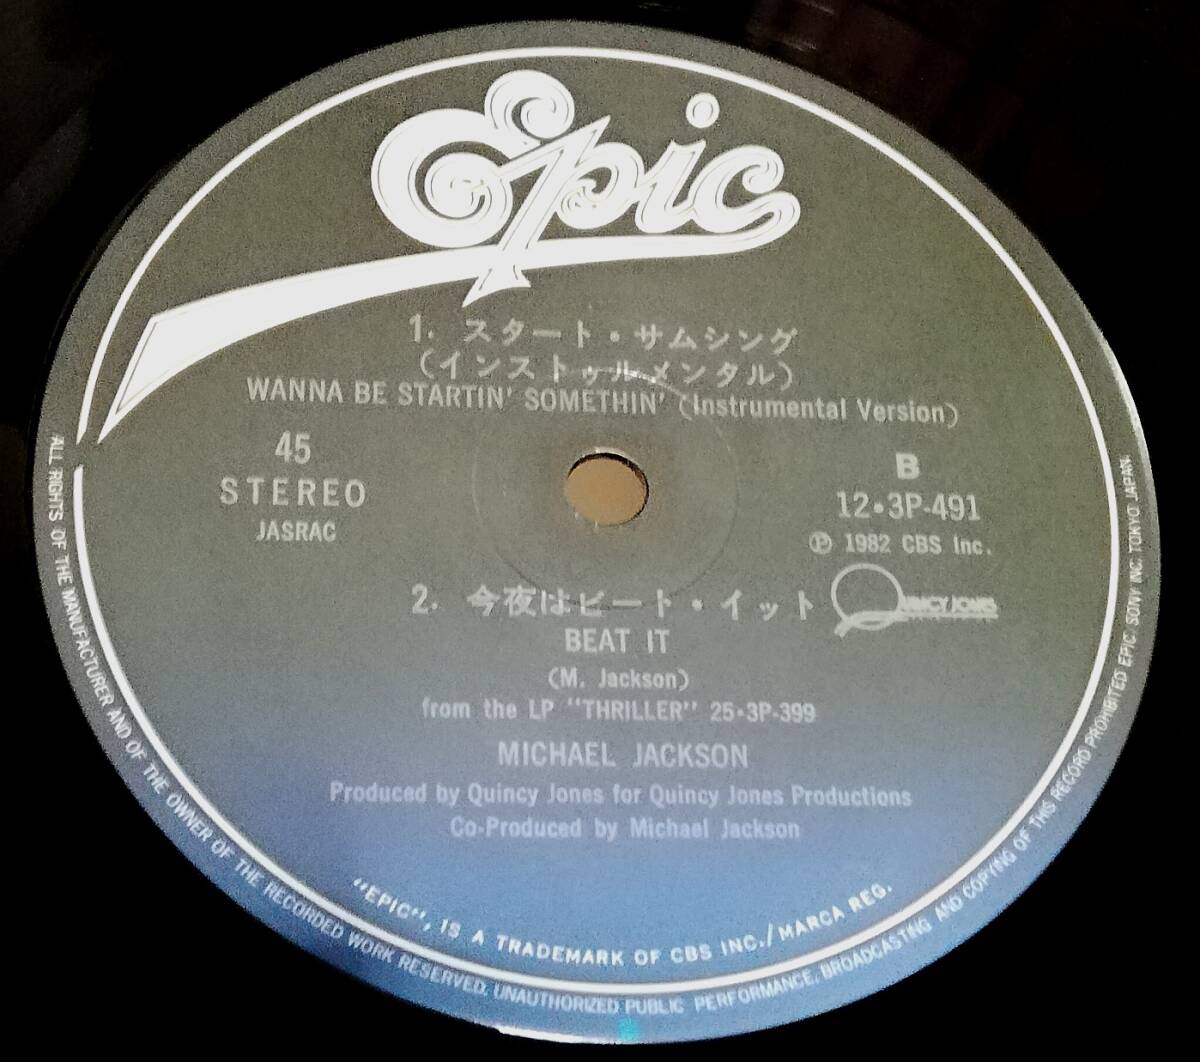 Epic
1. スタート・サムシング
(インストゥルメンタル)
WANNA BE STARTIN' SOMETHIN' (Instrumental Version)
45
STEREO
JASRAC
B
12・3P-491
Ⓟ 1982 CBS Inc.
2. 今夜はビート・イット
QUINCY JONES
BEAT IT
(M. Jackson)
from the LP "THRILLER" 25・3P-399
MICHAEL JACKSON
Produced by Quincy Jones for Quincy Jones Productions
Co-Produced by Michael Jackson
"EPIC", IS A TRADEMARK OF CBS INC./MARCA REG.
ALL RIGHTS OF THE MANUFACTURER AND OF THE OWNER OF THE RECORDED WORK RESERVED. UNAUTHORIZED PUBLIC PERFORMANCE, BROADCASTING AND COPYING OF THIS RECORD PROHIBITED EPIC/SONY INC. TOKYO JAPAN.